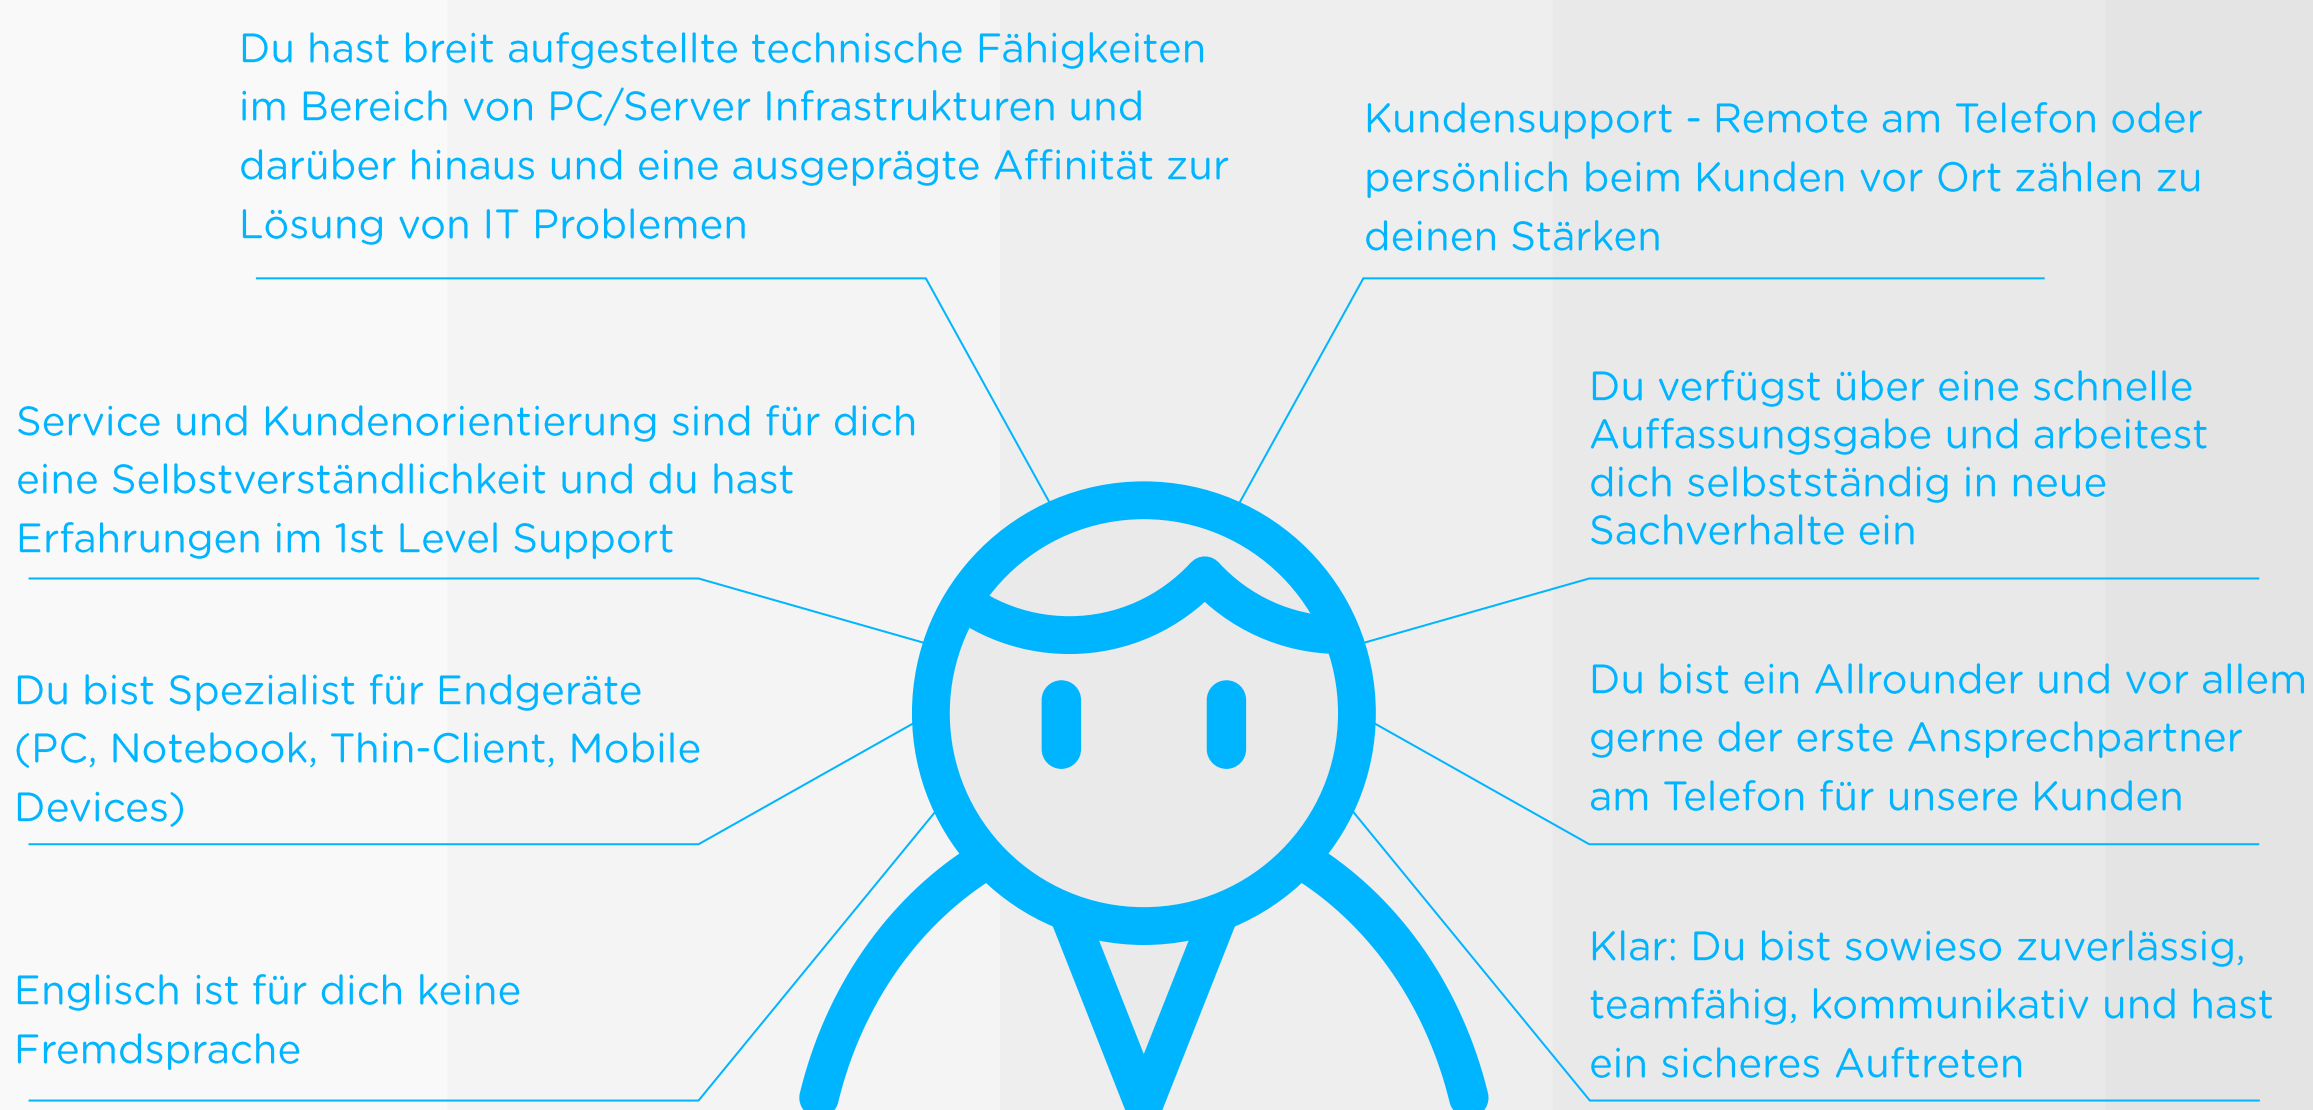 Du hast breit aufgestellte technische Fähigkeiten
im Bereich von PC/Server Infrastrukturen und
darüber hinaus und eine ausgeprägte Affinität zur
Lösung von IT Problemen
Kundensupport - Remote am Telefon oder
persönlich beim Kunden vor Ort zählen zu
deinen Stärken
Service und Kundenorientierung sind für dich
eine Selbstverständlichkeit und du hast
Erfahrungen im 1st Level Support
Du verfügst über eine schnelle
Auffassungsgabe und arbeitest
dich selbstständig in neue
Sachverhalte ein
Du bist Spezialist für Endgeräte
(PC, Notebook, Thin-Client, Mobile
Devices)
Du bist ein Allrounder und vor allem
gerne der erste Ansprechpartner
am Telefon für unsere Kunden
Englisch ist für dich keine
Fremdsprache
Klar: Du bist sowieso zuverlässig,
teamfähig, kommunikativ und hast
ein sicheres Auftreten